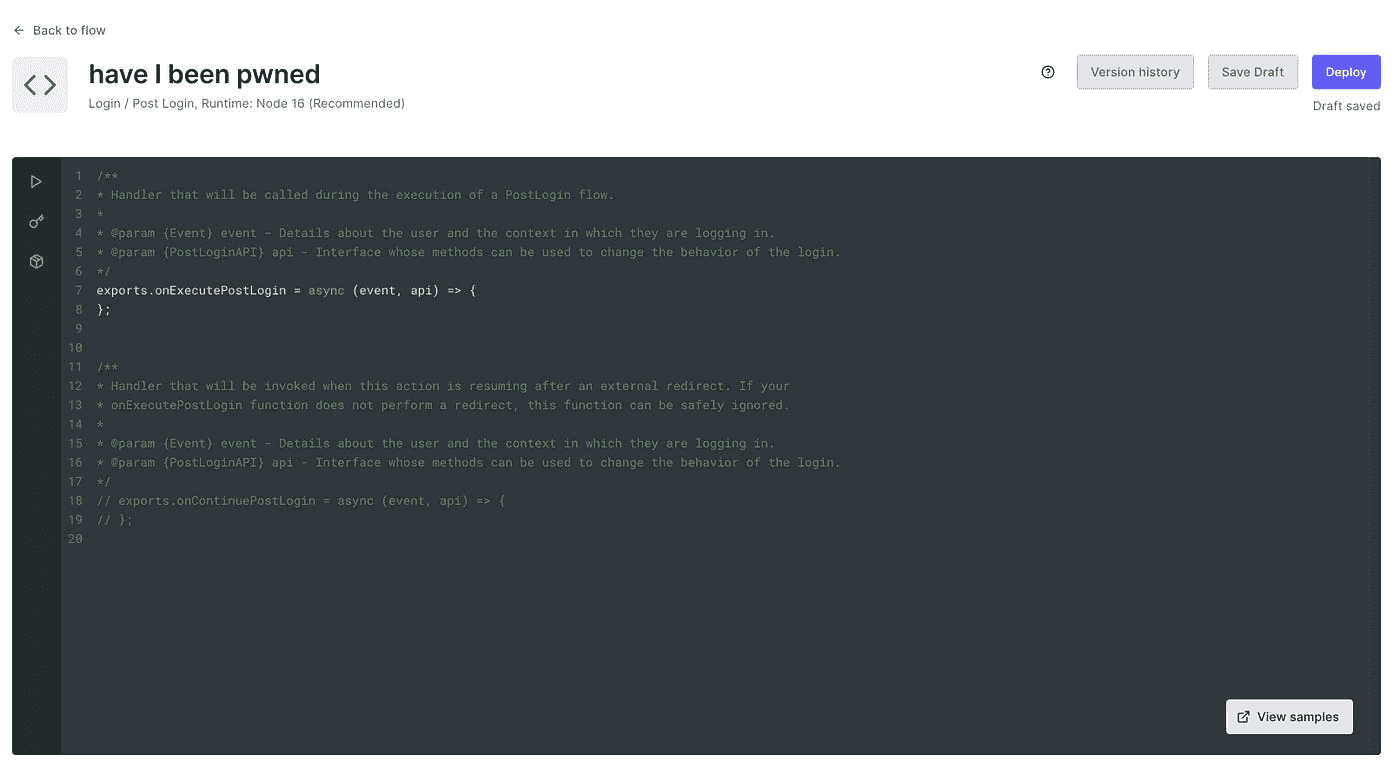 Back to flow
have I been pwned
Login / Post Login, Runtime: Node 16 (Recommended)
Version history
Save Draft
Deploy
Draft saved
1 /**
2 * Handler that will be called during the execution of a PostLogin flow.
3 *
4 * @param {Event} event - Details about the user and the context in which they are logging in.
5 * @param {PostLoginAPI} api - Interface whose methods can be used to change the behavior of the login.
6 */
7 exports.onExecutePostLogin = async (event, api) => {
8 };
9
10
11 /**
12 * Handler that will be invoked when this action is resuming after an external redirect. If your
13 * onExecutePostLogin function does not perform a redirect, this function can be safely ignored.
14 *
15 * @param {Event} event - Details about the user and the context in which they are logging in.
16 * @param {PostLoginAPI} api - Interface whose methods can be used to change the behavior of the login.
17 */
18 // exports.onContinuePostLogin = async (event, api) => {
19 // };
20
View samples